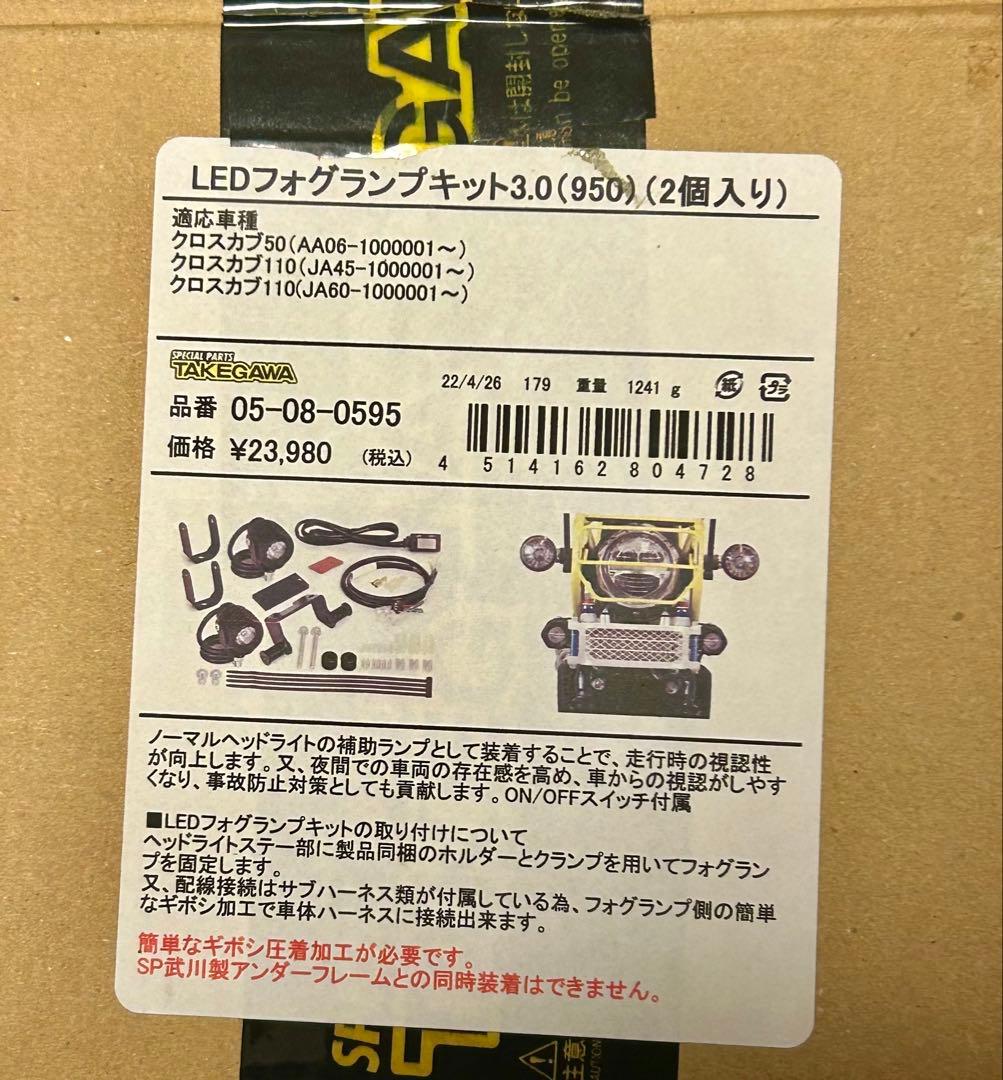 GA
は開封し
n be opene
LEDフォグランプキット3.0(950)(2個入り)
適応車種
クロスカブ50(AA06-1000001～)
クロスカブ110(JA45-1000001～)
クロスカブ110(JA60-1000001～)
SPECIAL PARTS
TAKEGAWA
22/4/26 179 重量 1241 g 紙 プラ
品番 05-08-0595
価格 ¥23,980 (税込)
4 514162 804728
ノーマルヘッドライトの補助ランプとして装着することで、走行時の視認性
が向上します。又、夜間での車両の存在感を高め、車からの視認がしやす
くなり、事故防止対策としても貢献します。ON/OFFスイッチ付属
■LEDフォグランプキットの取り付けについて
ヘッドライトステー部に製品同梱のホルダーとクランプを用いてフォグラン
プを固定します。
又、配線接続はサブハーネス類が付属している為、フォグランプ側の簡単
なギボシ加工で車体ハーネスに接続出来ます。
簡単なギボシ圧着加工が必要です。
SP武川製アンダーフレームとの同時装着はできません。
SP
注意
CAUTION